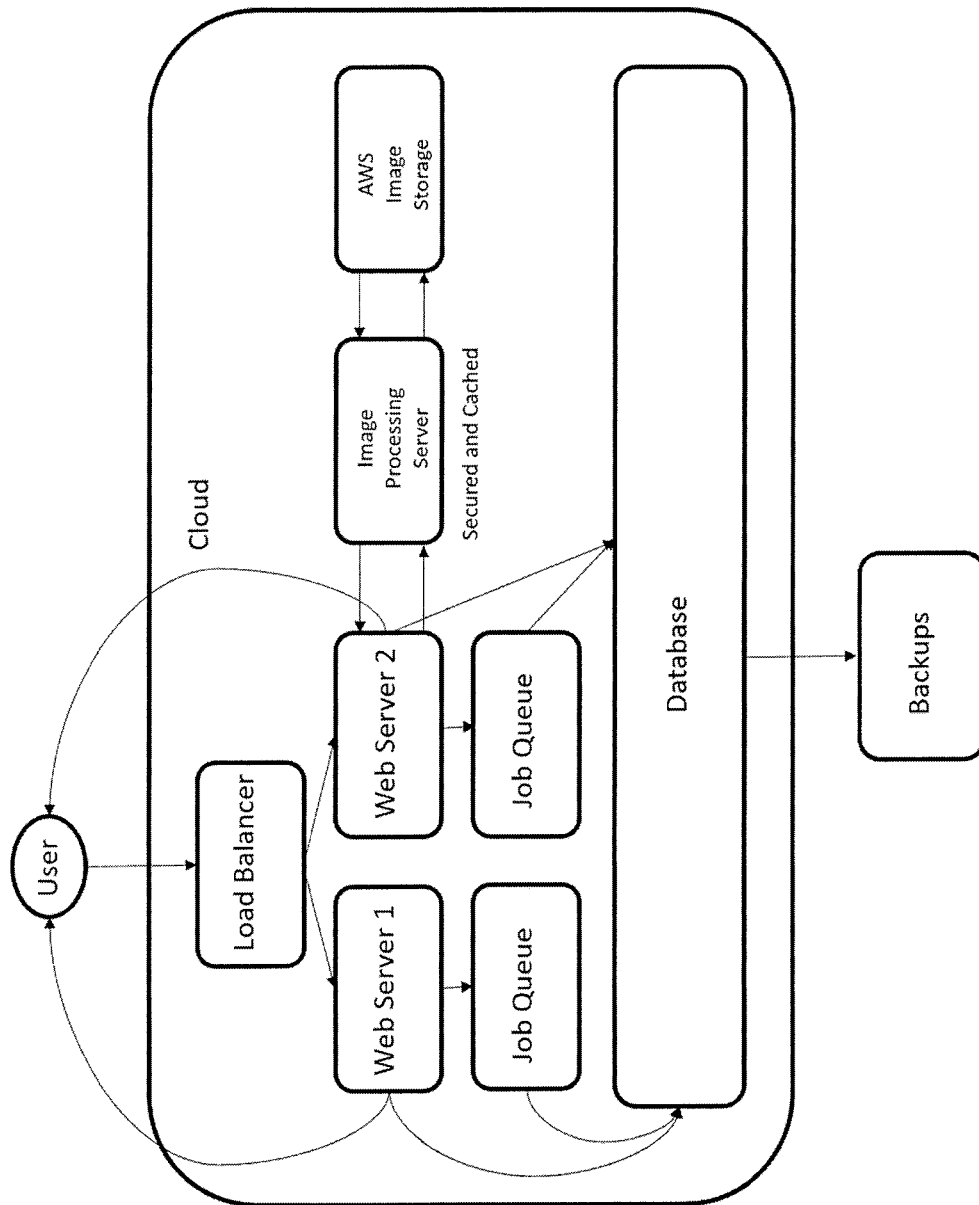 User
Cloud
Load Balancer
Web Server 1
Web Server 2
Image
Processing
Server
AWS
Image
Storage
Secured and Cached
Job Queue
Job Queue
Database
Backups